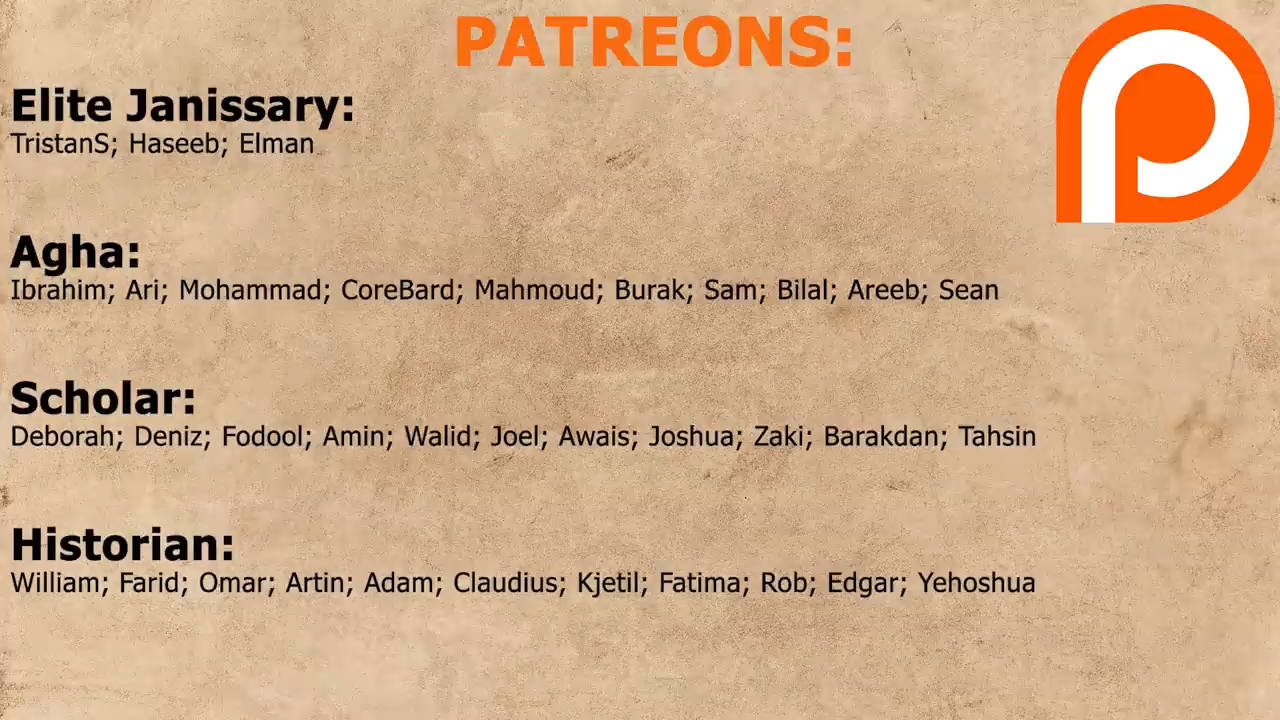 PATREONS:
Elite Janissary:
TristanS; Haseeb; Elman
Agha:
Ibrahim; Ari; Mohammad; CoreBard; Mahmoud; Burak; Sam; Bilal; Areeb; Sean
Scholar:
Deborah; Deniz; Fodool; Amin; Walid; Joel; Awais; Joshua; Zaki; Barakdan; Tahsin
Historian:
William; Farid; Omar; Artin; Adam; Claudius; Kjetil; Fatima; Rob; Edgar; Yehoshua